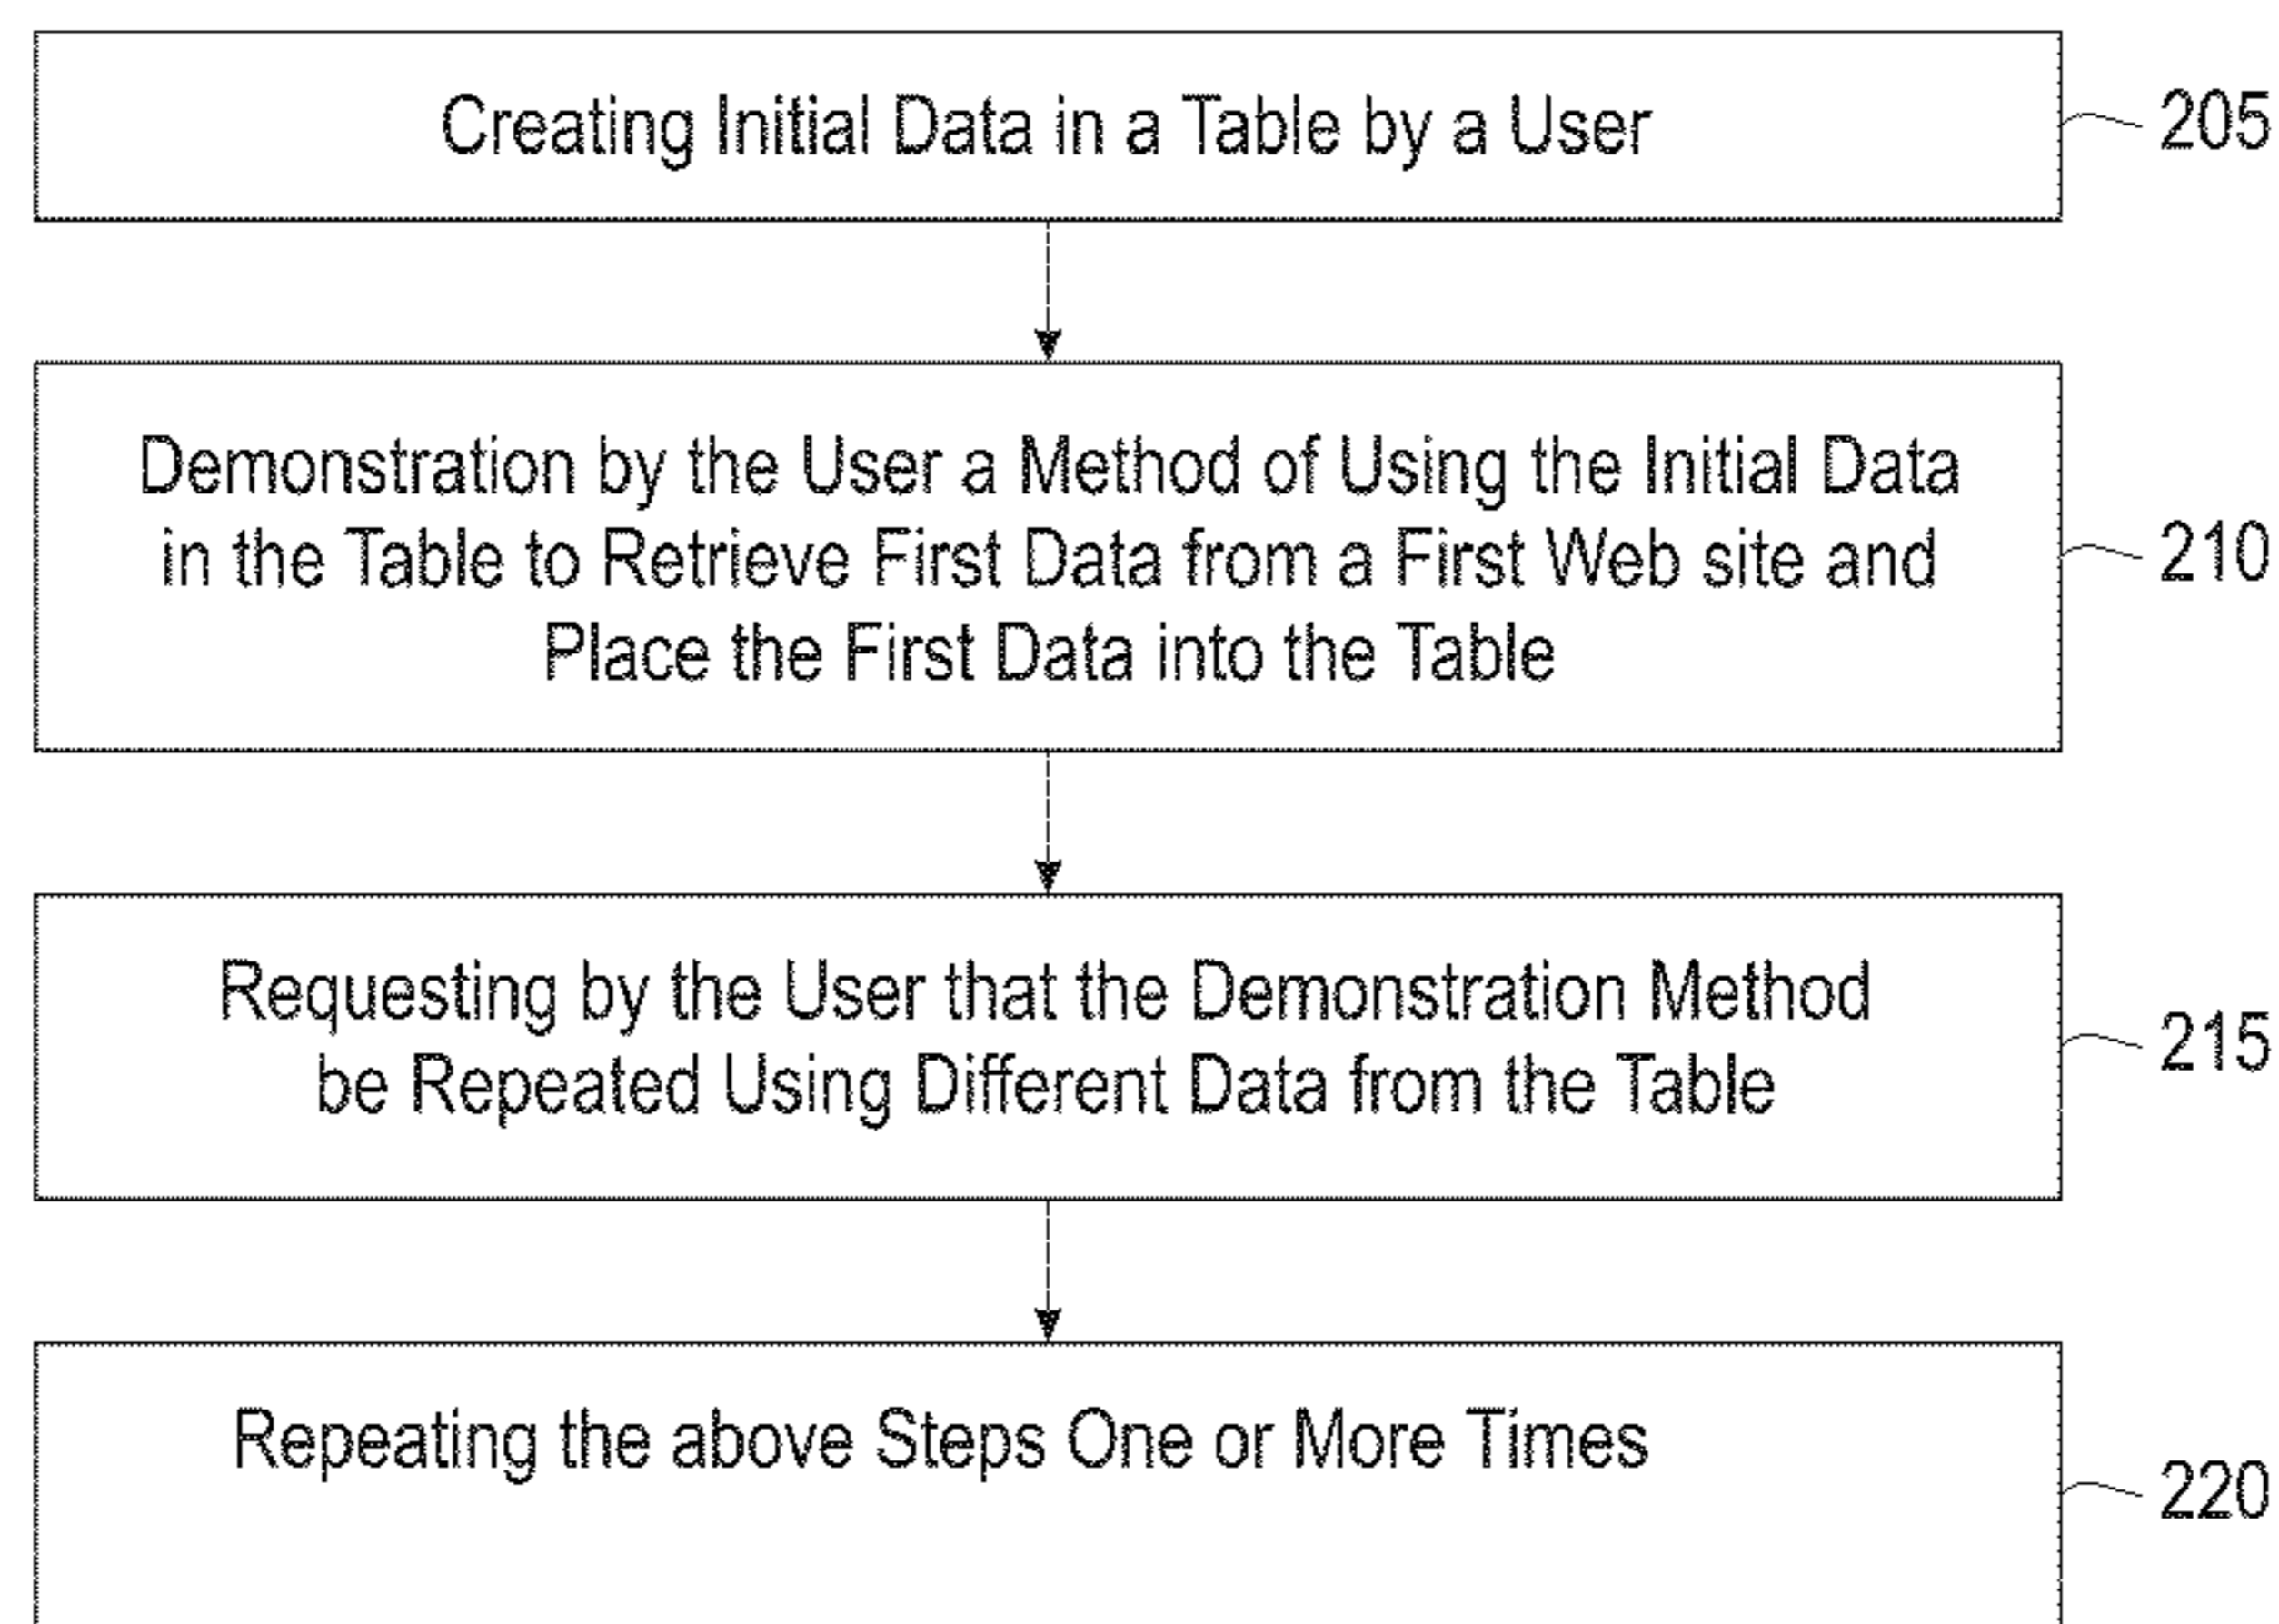 Creating Initial Data in a Table by a User
205
Demonstration by the User a Method of Using the Initial Data
in the Table to Retrieve First Data from a First Web site and
Place the First Data into the Table
210
Requesting by the User that the Demonstration Method
be Repeated Using Different Data from the Table
215
Repeating the above Steps One or More Times
220